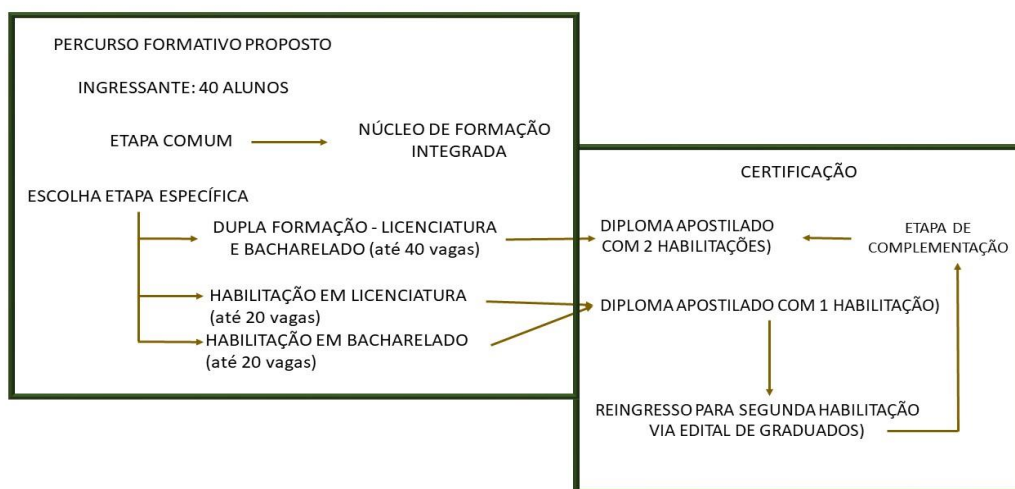 PERCURSO FORMATIVO PROPOSTO
INGRESSANTE: 40 ALUNOS
ETAPA COMUM
NÚCLEO DE FORMAÇÃO
INTEGRADA
ESCOLHA ETAPA ESPECÍFICA
DUPLA FORMAÇÃO - LICENCIATURA
E BACHARELADO (até 40 vagas)
HABILITAÇÃO EM LICENCIATURA
(até 20 vagas)
HABILITAÇÃO EM BACHARELADO
(até 20 vagas)
CERTIFICAÇÃO
DIPLOMA APOSTILADO
COM 2 HABILITAÇÕES)
ETAPA DE
COMPLEMENTAÇÃO
DIPLOMA APOSTILADO COM 1 HABILITAÇÃO)
REINGRESSO PARA SEGUNDA HABILITAÇÃO
VIA EDITAL DE GRADUADOS)